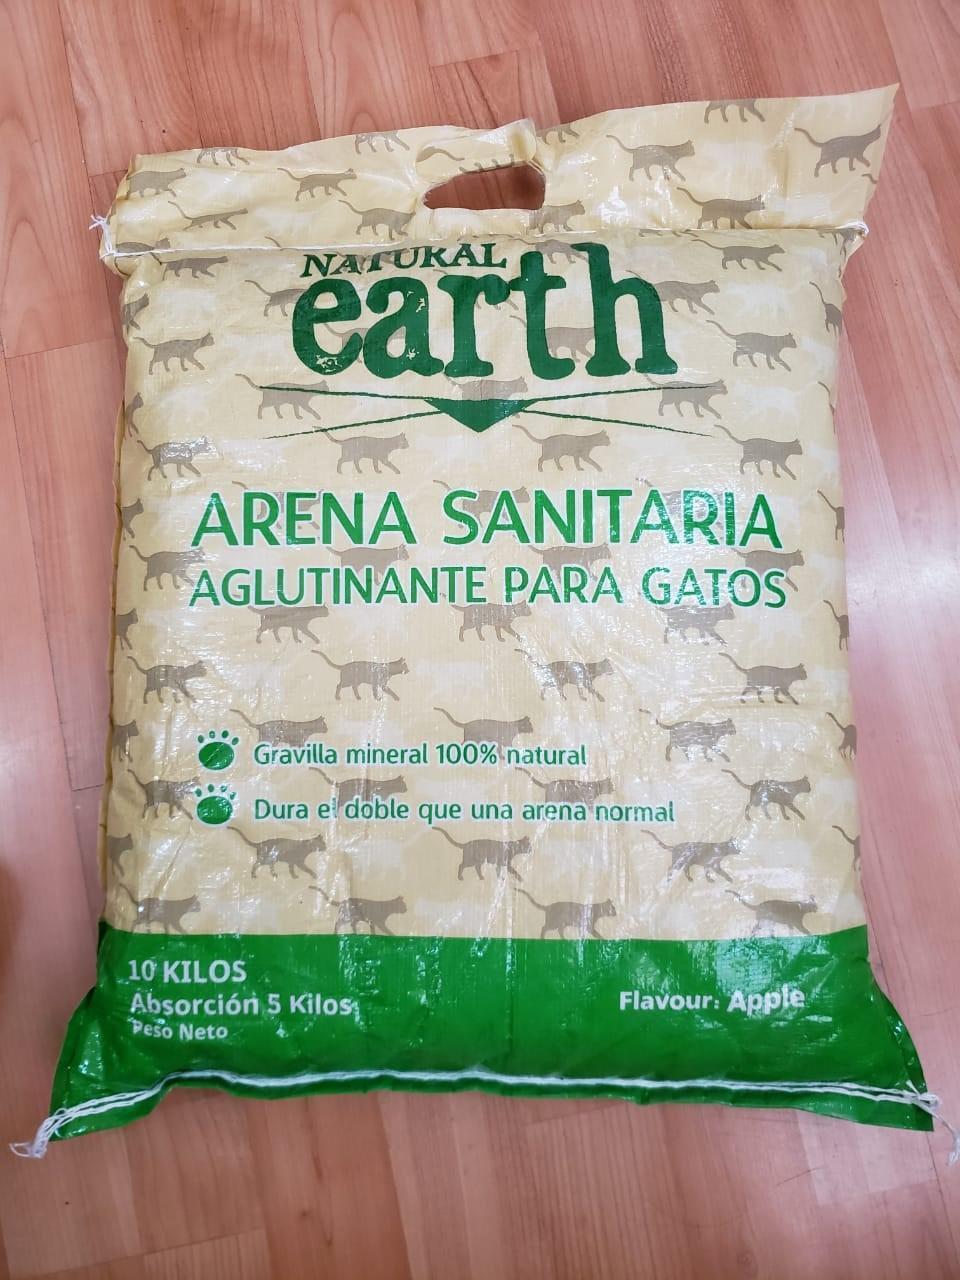 NATURAL
earth
ARENA SANITARIA
AGLUTINANTE PARA GATOS
Gravilla mineral 100% natural
Dura el doble que una arena normal
10 KILOS
Absorción 5 Kilos
Peso Neto
Flavour: Apple